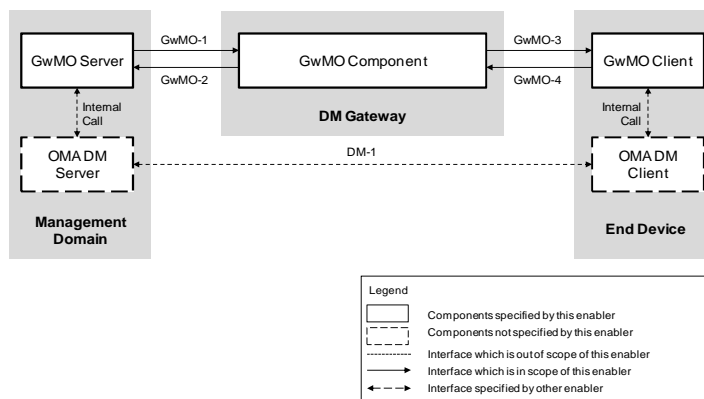 GwMO-1
GwMO-3
GwMO Server
GwMO Component
GwMO Client
GwMO-2
GwMO-4
Internal
Call
DM Gateway
Internal
Call
OMA DM
Server
DM-1
OMA DM
Client
Management
Domain
End Device
Legend
Components specified by this enabler
Components not specified by this enabler
Interface which is out of scope of this enabler
Interface which is in scope of this enabler
Interface specified by other enabler